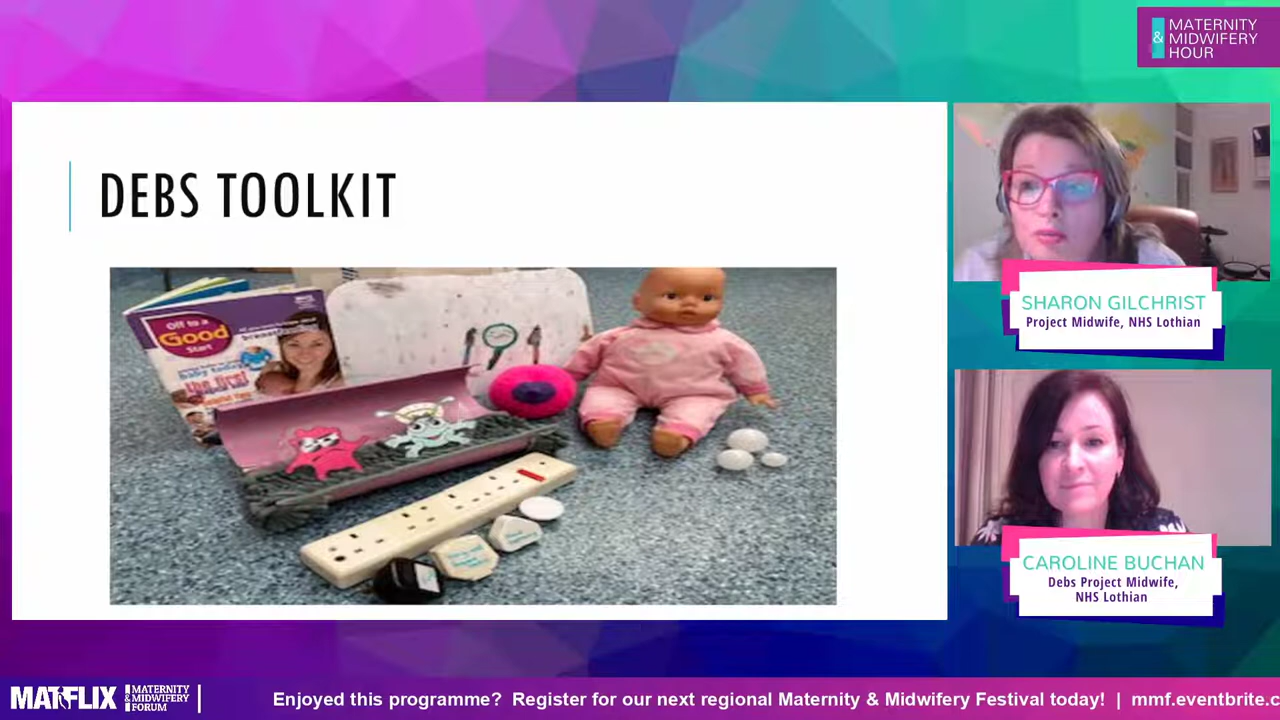 MATERNITY
& MIDWIFERY
HOUR
DEBS TOOLKIT
Off to a
Good
Start
breastfeeding
SHARON GILCHRIST
Project Midwife, NHS Lothian
CAROLINE BUCHAN
Debs Project Midwife,
NHS Lothian
MATFLIX
MATERNITY
& MIDWIFERY
FORUM
Enjoyed this programme? Register for our next regional Maternity & Midwifery Festival today! | mmf.eventbrite.c